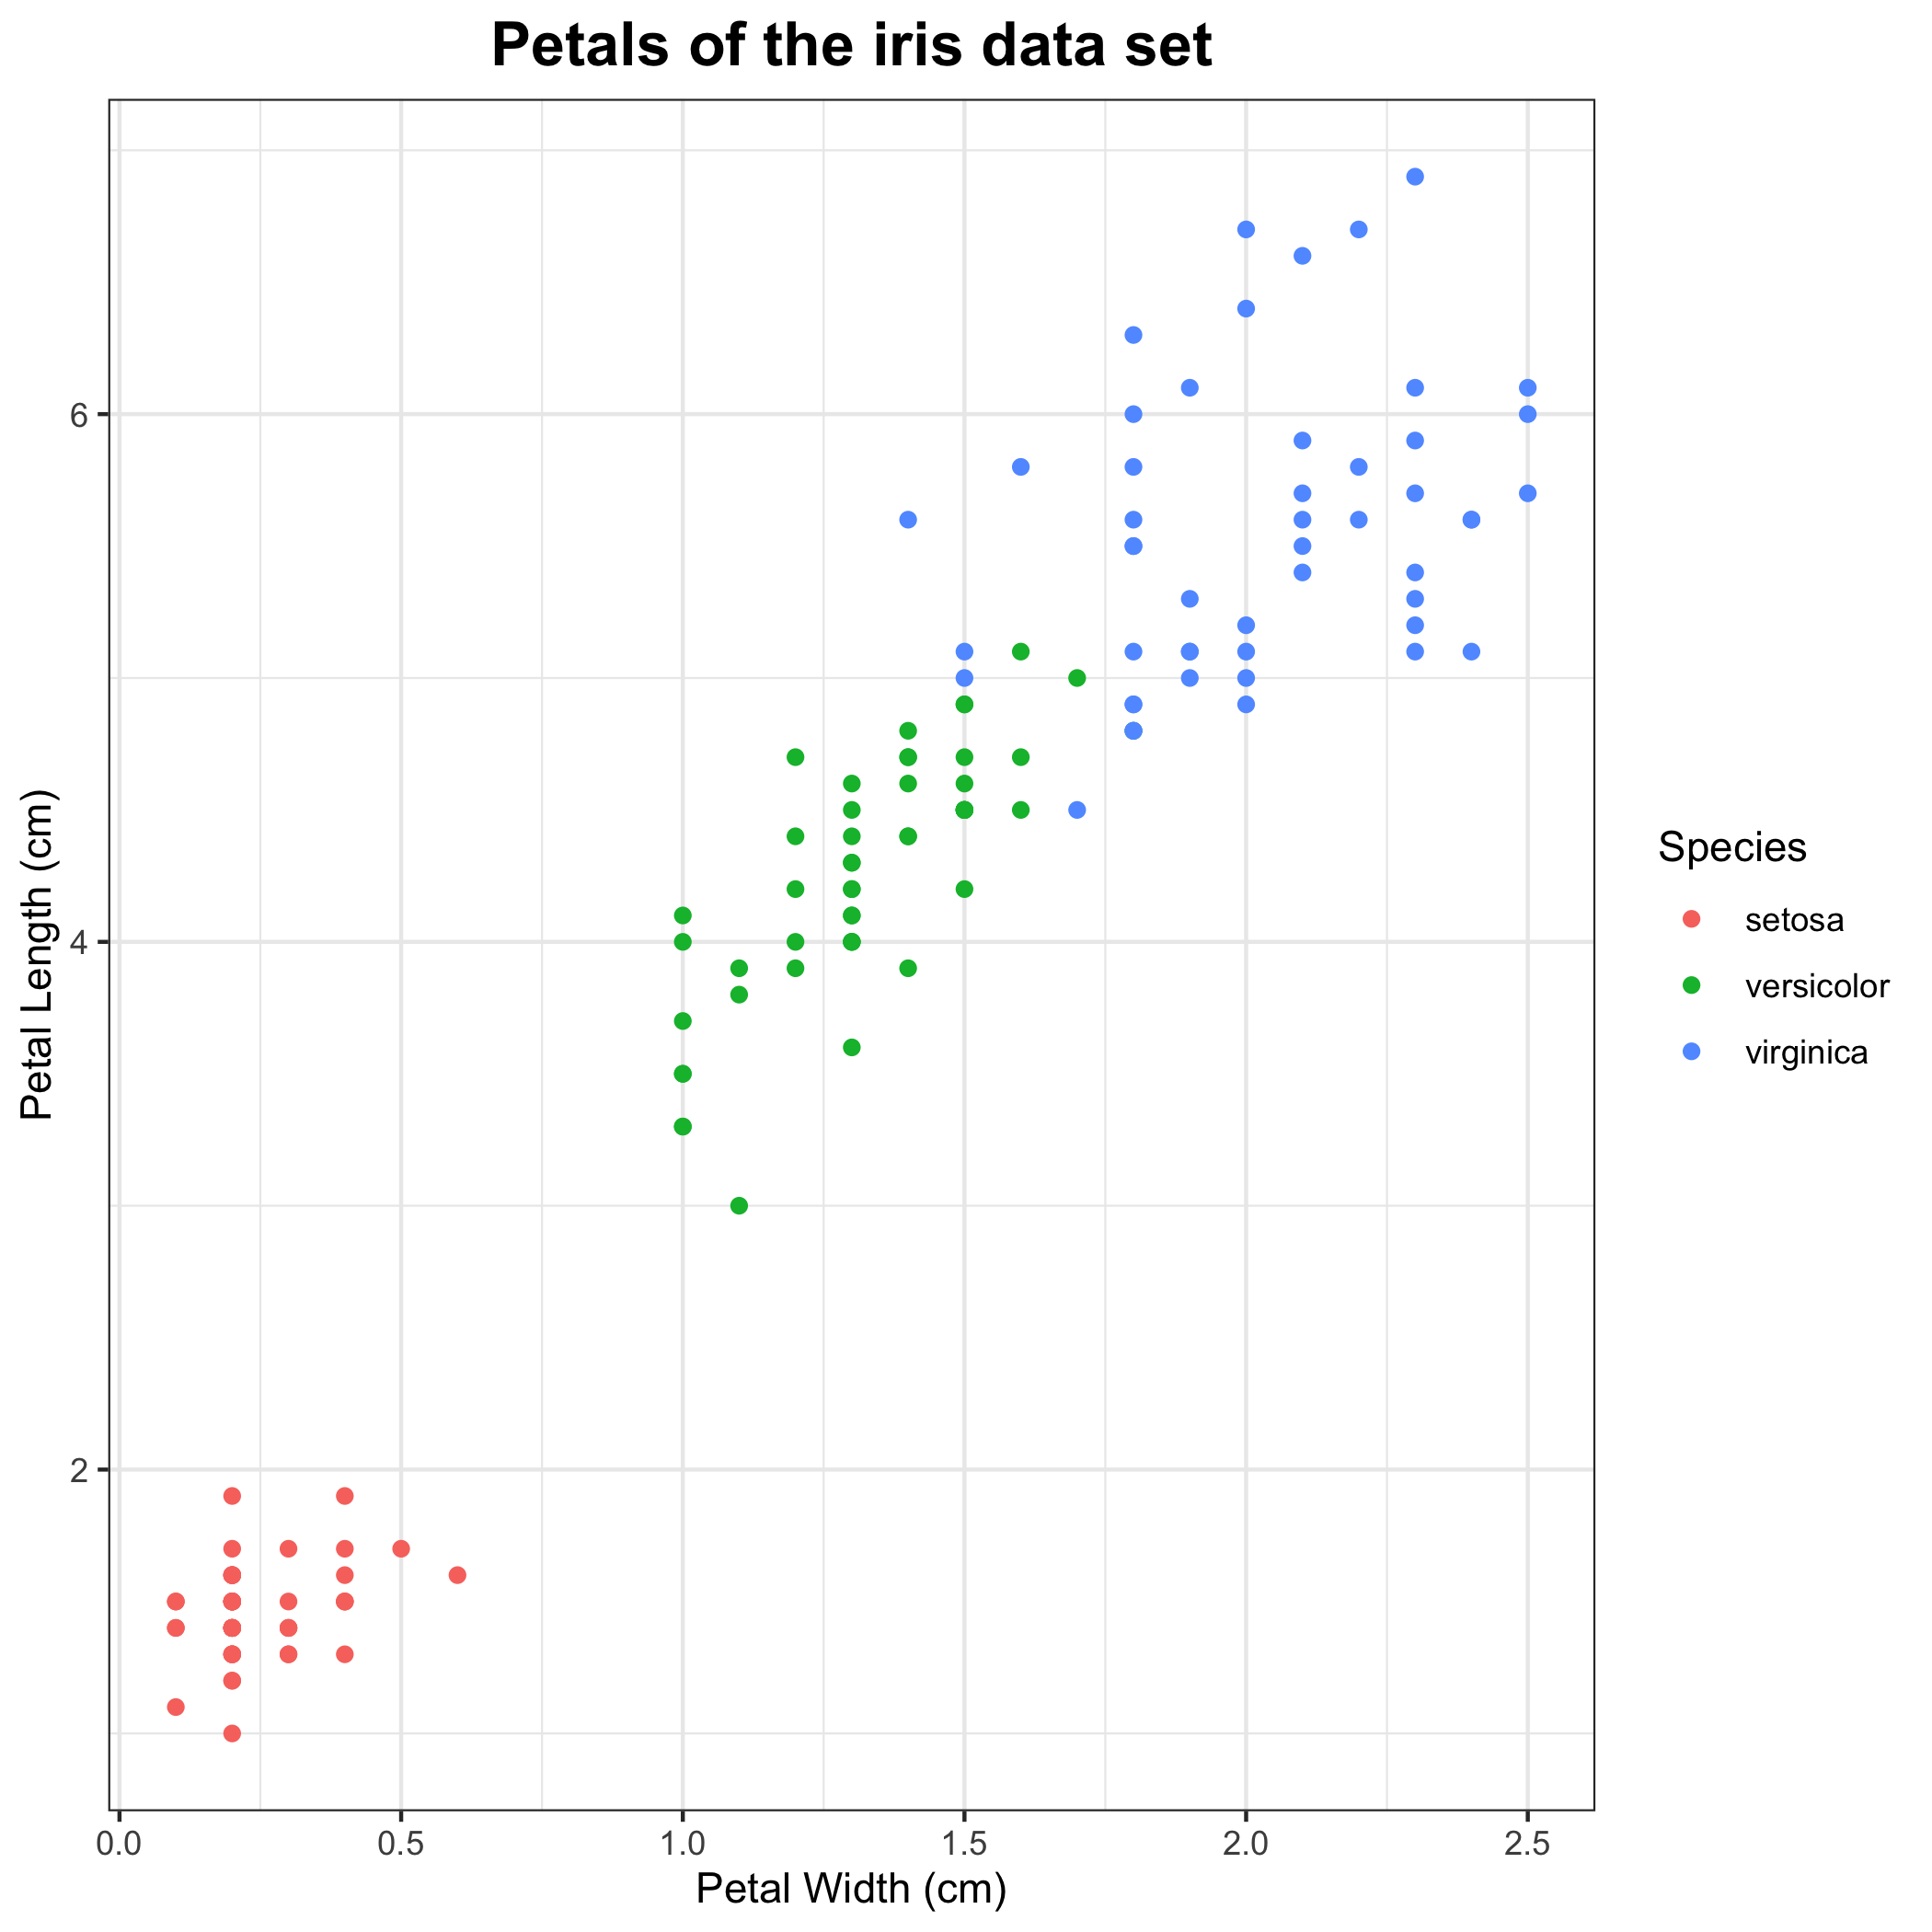 Petals of the iris data set
Petal Length (cm)
6
4
2
0.0 0.5 1.0 1.5 2.0 2.5
Petal Width (cm)
Species
setosa
versicolor
virginica